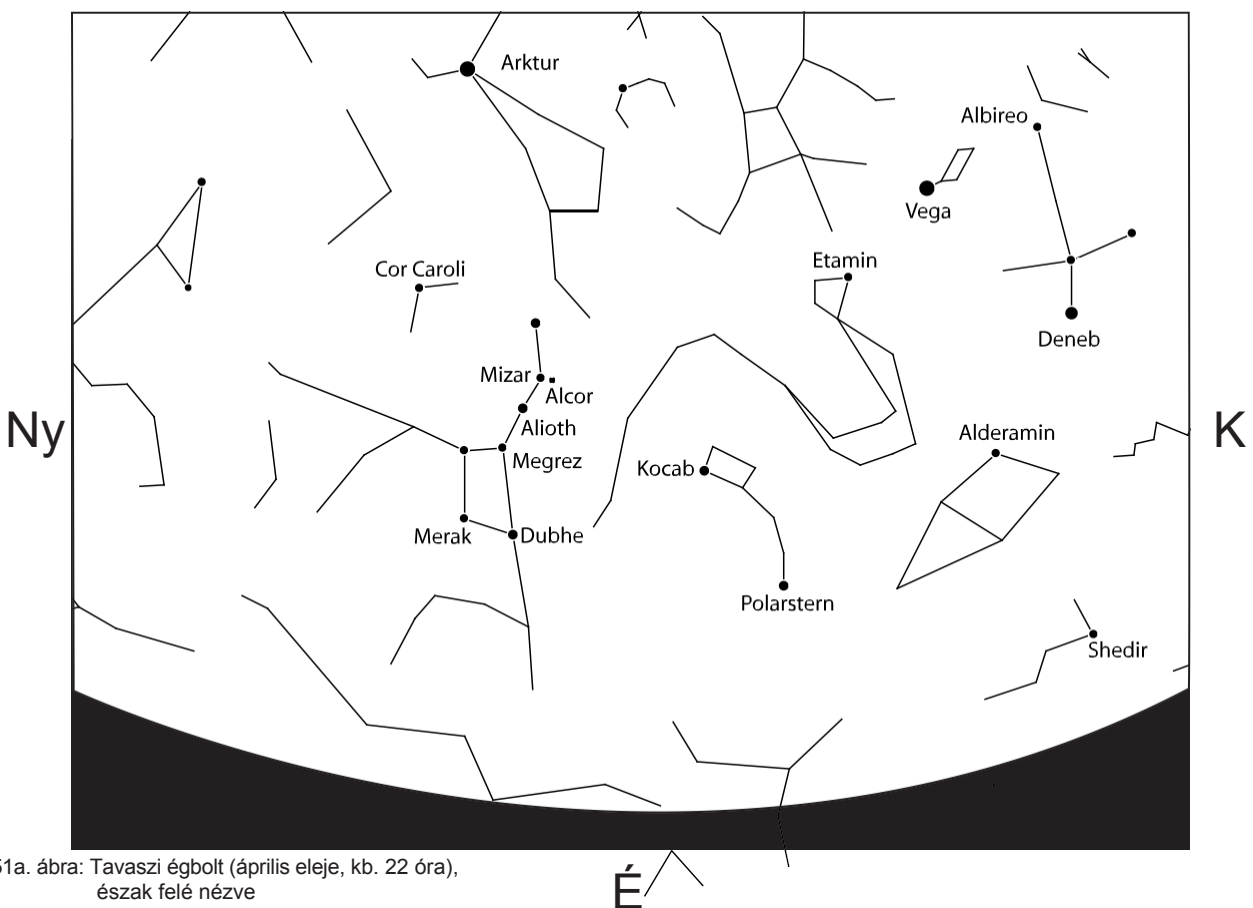 Arktur
Albireo
Vega
Cor Caroli
Etamin
Deneb
Mizar
Alcor
Alioth
Ny
K
Megrez
Alderamin
Kocab
Merak
Dubhe
Polarstern
Shedir
51a. ábra: Tavaszi égbolt (április eleje, kb. 22 óra),
észak felé nézve
É